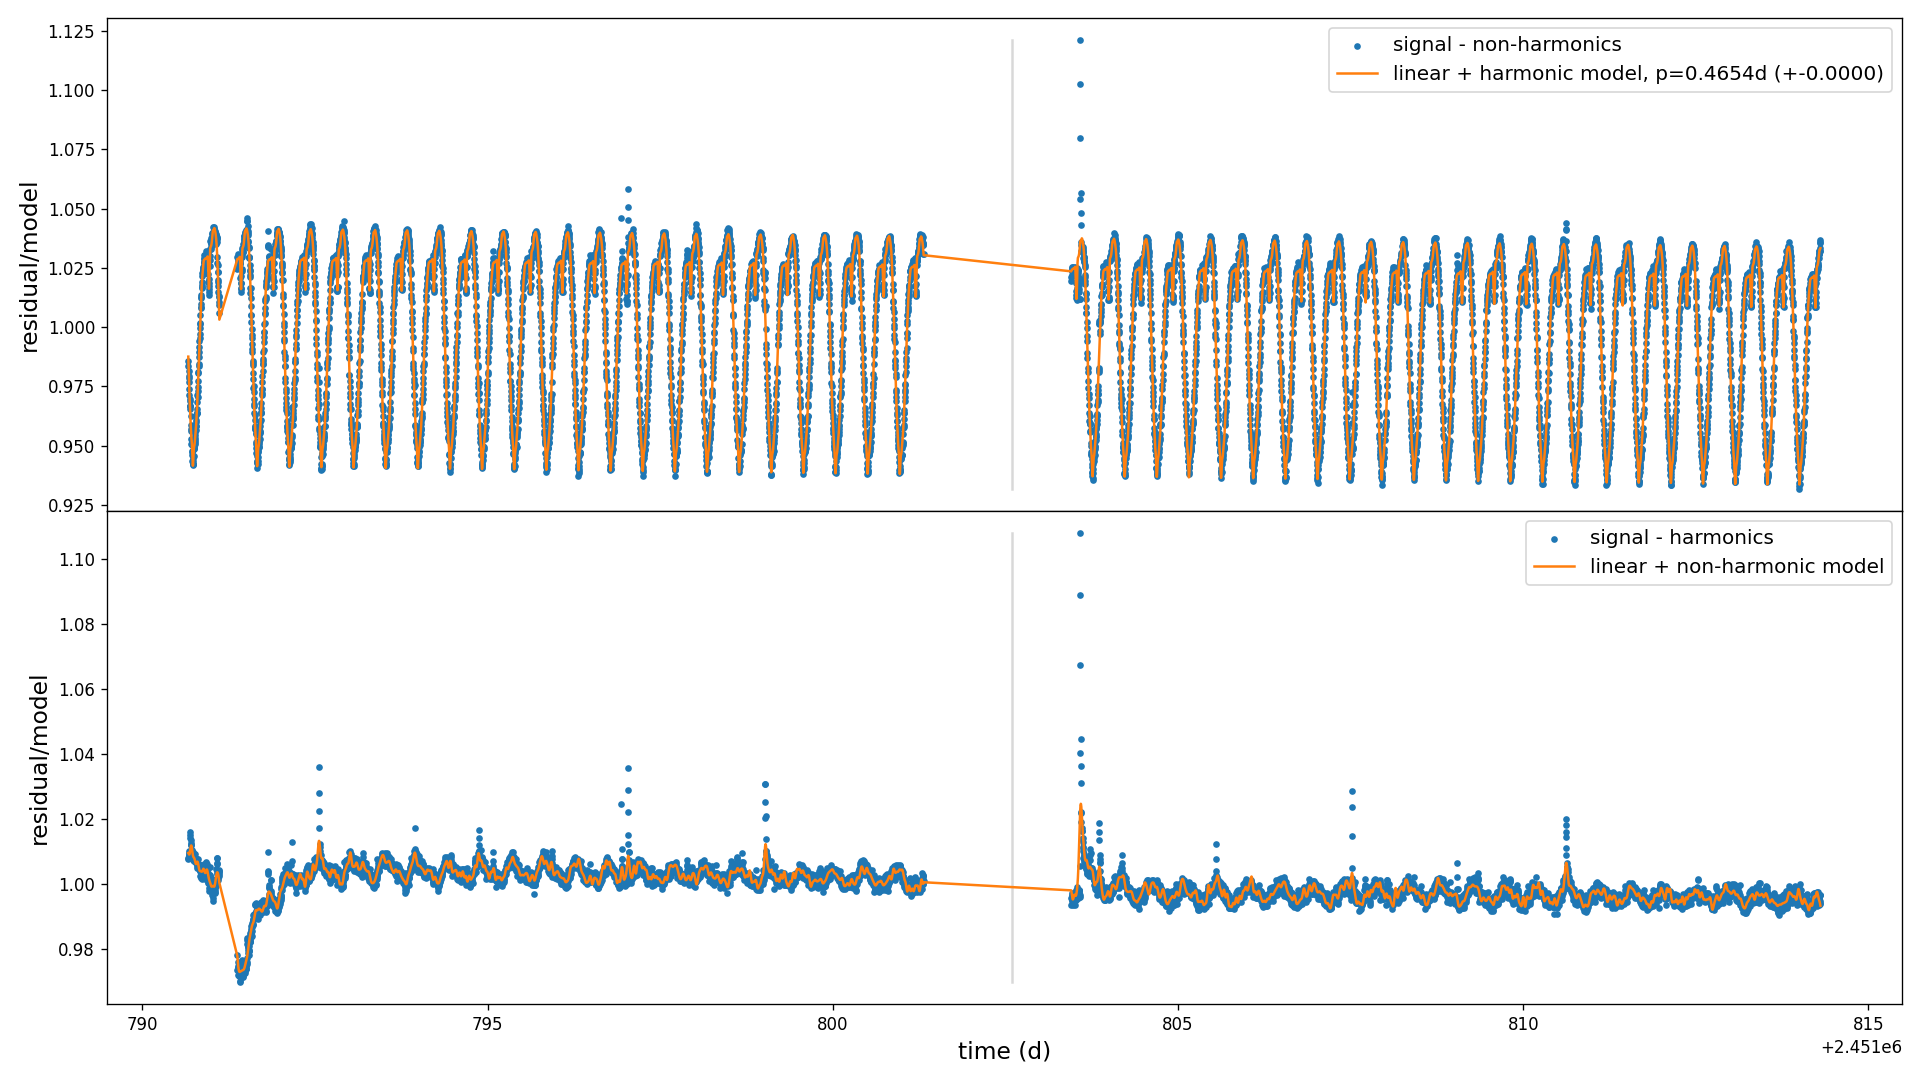 residual/model
1.125
1.100
1.075
1.050
1.025
1.000
0.975
0.950
0.925
signal - non-harmonics
linear + harmonic model, p=0.4654d (+-0.0000)
residual/model
1.10
1.08
1.06
1.04
1.02
1.00
0.98
signal - harmonics
linear + non-harmonic model
790 795 800 805 810 815
time (d)
+2.451e6